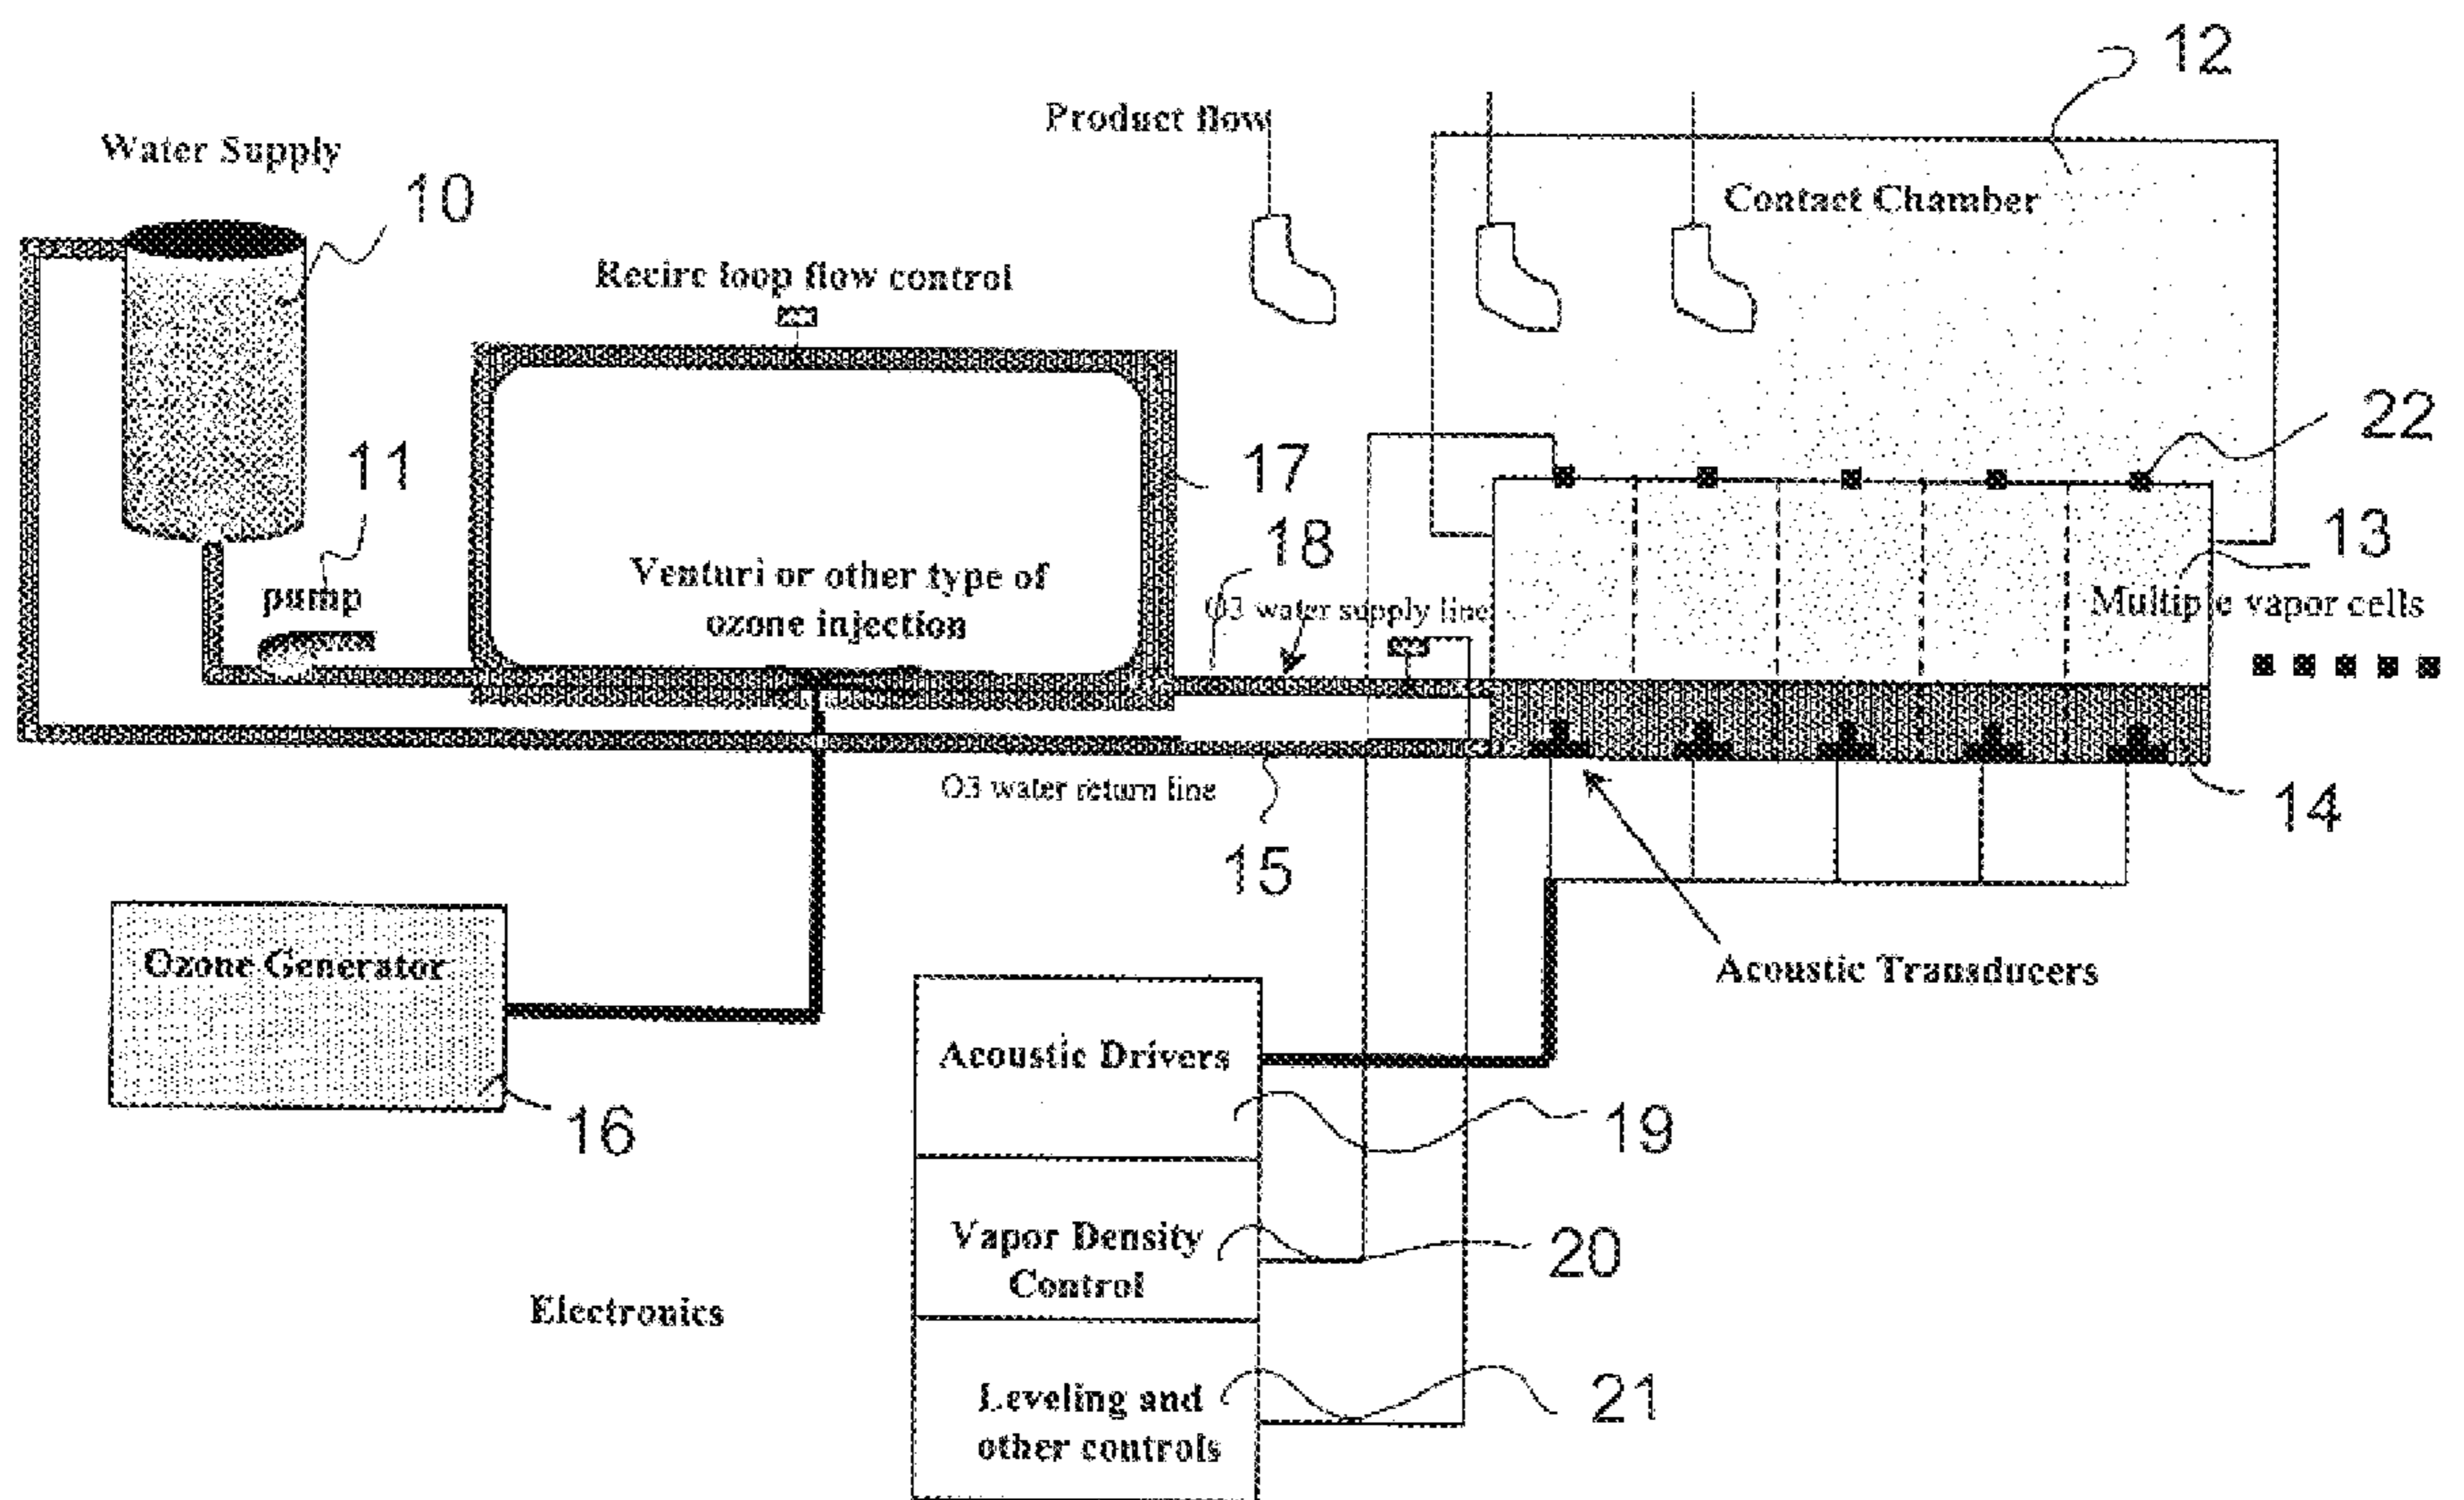 12
Product flow
Water Supply
10
Contact Chamber
Recirc loop flow control
22
11
17
13
18
Venturi or other type of
ozone injection
pump
O3 water supply line
Multiple vapor cells
O3 water return line
14
15
Ozone Generator
Acoustic Transducers
Acoustic Drivers
16
19
Vapor Density
Control
20
Electronics
Leveling and
other controls
21